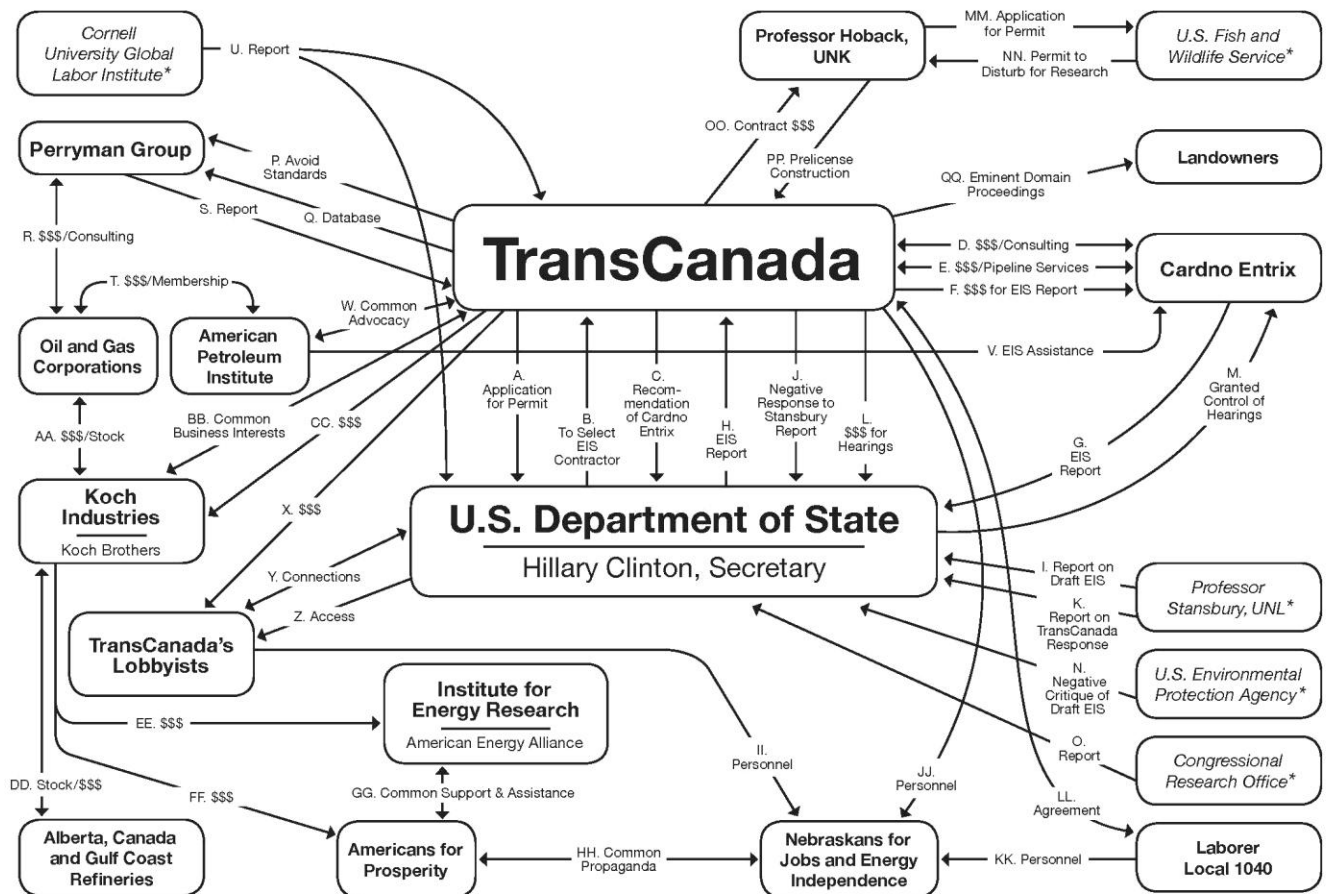 Cornell
University Global
Labor Institute*
U. Report
Professor Hoback,
UNK
MM. Application
for Permit
NN. Permit to
Disturb for Research
U.S. Fish and
Wildlife Service*
Perryman Group
P. Avoid
Standards
Q. Database
S. Report
R. $$$/Consulting
OO. Contract $$$
PP. Prelicense
Construction
QQ. Eminent Domain
Proceedings
Landowners
TransCanada
D. $$$/Consulting
E. $$$/Pipeline Services
F. $$$ for EIS Report
Cardno Entrix
T. $$$/Membership
W. Common
Advocacy
Oil and Gas
Corporations
American
Petroleum
Institute
V. EIS Assistance
A.
Application
for Permit
B.
To Select
EIS
Contractor
C.
Recom-
mendation
of Cardno
Entrix
H.
EIS
Report
J.
Negative
Response to
Stansbury
Report
L.
$$$ for
Hearings
M.
Granted
Control of
Hearings
G.
EIS
Report
AA. $$$/Stock
BB. Common
Business Interests
CC. $$$
X. $$$
Koch
Industries
Koch Brothers
U.S. Department of State
Hillary Clinton, Secretary
Y. Connections
Z. Access
I. Report on
Draft EIS
K.
Report on
TransCanada
Response
Professor
Stansbury, UNL*
TransCanada's
Lobbyists
N.
Negative
Critique of
Draft EIS
U.S. Environmental
Protection Agency*
Institute for
Energy Research
American Energy Alliance
EE. $$$
O.
Report
Congressional
Research Office*
II.
Personnel
JJ.
Personnel
LL.
Agreement
DD. Stock/$$$
FF. $$$
GG. Common Support & Assistance
Alberta, Canada
and Gulf Coast
Refineries
Americans for
Prosperity
HH. Common
Propaganda
Nebraskans for
Jobs and Energy
Independence
KK. Personnel
Laborer
Local 1040